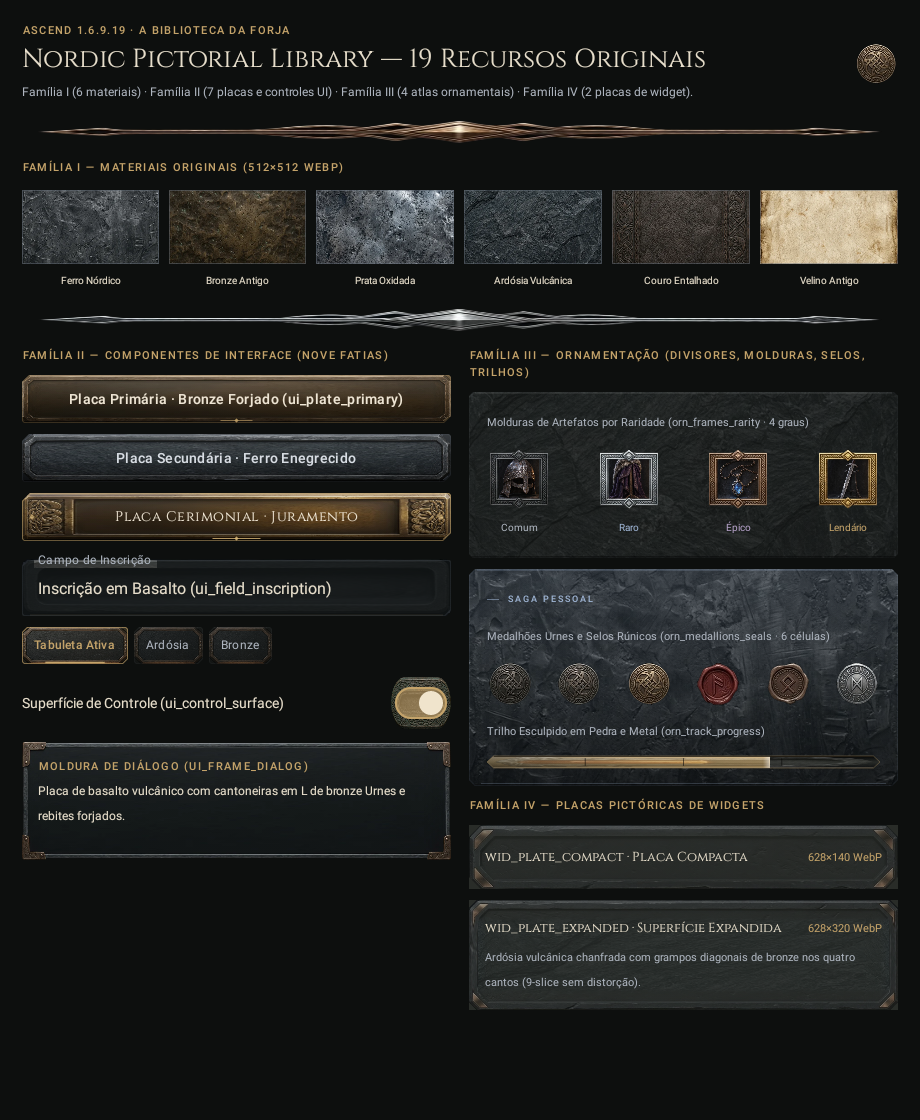 ASCEND 1.6.9.19 · A BIBLIOTECA DA FORJA
Nordic Pictorial Library — 19 Recursos Originais
Família I (6 materiais) · Família II (7 placas e controles UI) · Família III (4 atlas ornamentais) · Família IV (2 placas de widget).
FAMÍLIA I — MATERIAIS ORIGINAIS (512×512 WEBP)
Ferro Nórdico
Bronze Antigo
Prata Oxidada
Ardósia Vulcânica
Couro Entalhado
Velino Antigo
FAMÍLIA II — COMPONENTES DE INTERFACE (NOVE FATIAS)
Placa Primária · Bronze Forjado (ui_plate_primary)
Placa Secundária · Ferro Enegrecido
Placa Cerimonial · Juramento
Campo de Inscrição
Inscrição em Basalto (ui_field_inscription)
Tabuleta Ativa
Ardósia
Bronze
Superfície de Controle (ui_control_surface)
MOLDURA DE DIÁLOGO (UI_FRAME_DIALOG)
Placa de basalto vulcânico com cantoneiras em L de bronze Urnes e
rebites forjados.
FAMÍLIA III — ORNAMENTAÇÃO (DIVISORES, MOLDURAS, SELOS,
TRILHOS)
Molduras de Artefatos por Raridade (orn_frames_rarity · 4 graus)
Comum
Raro
Épico
Lendário
SAGA PESSOAL
Medalhões Urnes e Selos Rúnicos (orn_medallions_seals · 6 células)
Trilho Esculpido em Pedra e Metal (orn_track_progress)
FAMÍLIA IV — PLACAS PICTÓRICAS DE WIDGETS
wid_plate_compact · Placa Compacta
628×140 WebP
wid_plate_expanded · Superfície Expandida
628×320 WebP
Ardósia vulcânica chanfrada com grampos diagonais de bronze nos quatro
cantos (9-slice sem distorção).